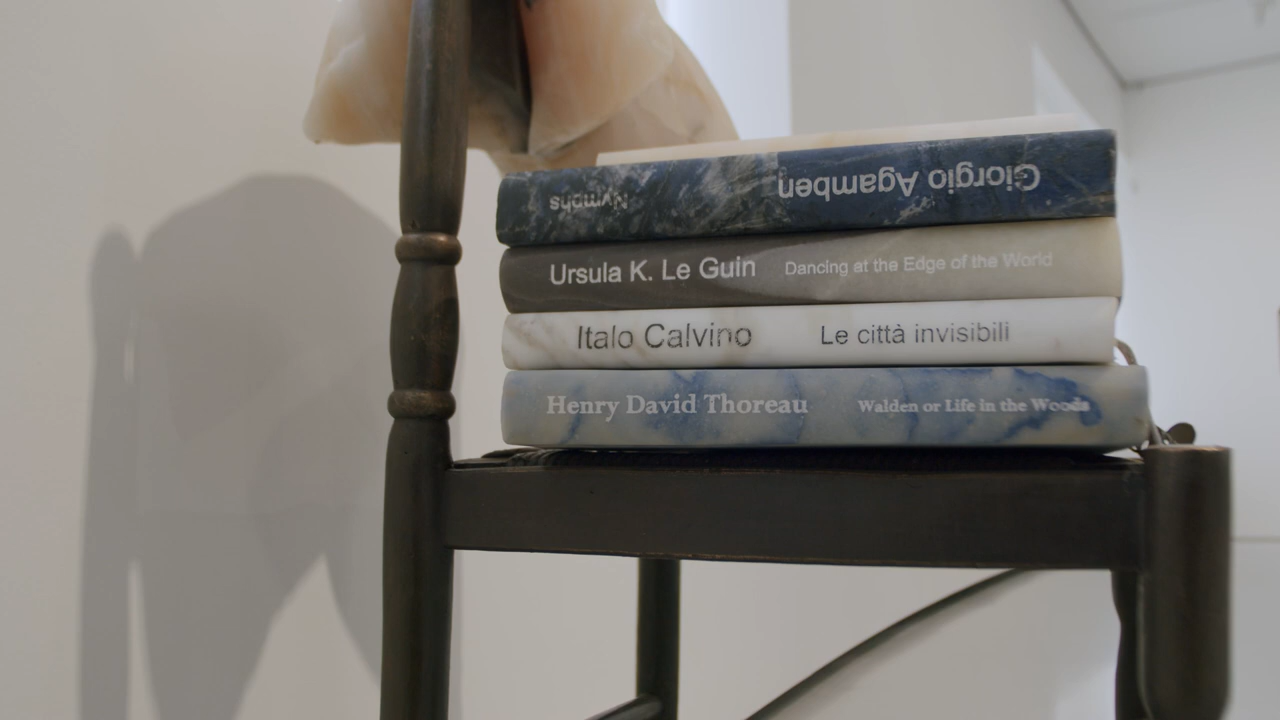 Nymphs Giorgio Agamben
Ursula K. Le Guin Dancing at the Edge of the World
Italo Calvino Le città invisibili
Henry David Thoreau Walden or Life in the Woods